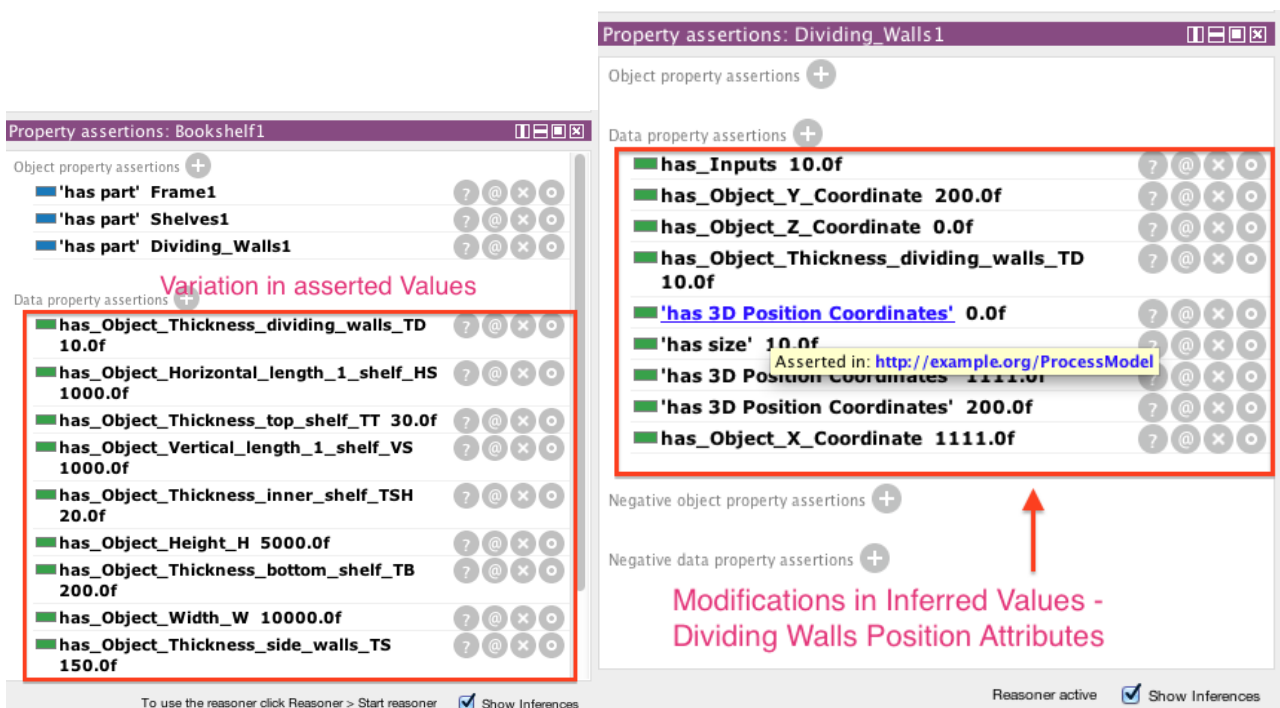 Property assertions: Bookshelf1
Object property assertions
'has part' Frame1
'has part' Shelves1
'has part' Dividing_Walls1
Variation in asserted Values
Data property assertions
has_Object_Thickness_dividing_walls_TD
10.0f
has_Object_Horizontal_length_1_shelf_HS
1000.0f
has_Object_Thickness_top_shelf_TT 30.0f
has_Object_Vertical_length_1_shelf_VS
1000.0f
has_Object_Thickness_inner_shelf_TSH
20.0f
has_Object_Height_H 5000.0f
has_Object_Thickness_bottom_shelf_TB
200.0f
has_Object_Width_W 10000.0f
has_Object_Thickness_side_walls_TS
150.0f
To use the reasoner click Reasoner > Start reasoner Show Inferences
Property assertions: Dividing_Walls1
Object property assertions
Data property assertions
has_Inputs 10.0f
has_Object_Y_Coordinate 200.0f
has_Object_Z_Coordinate 0.0f
has_Object_Thickness_dividing_walls_TD
10.0f
'has 3D Position Coordinates' 0.0f
'has size' 10.0f
Asserted in: http://example.org/ProcessModel
'has 3D Position Coordinates' 1111.0f
'has 3D Position Coordinates' 200.0f
has_Object_X_Coordinate 1111.0f
Negative object property assertions
Negative data property assertions
Modifications in Inferred Values -
Dividing Walls Position Attributes
Reasoner active Show Inferences